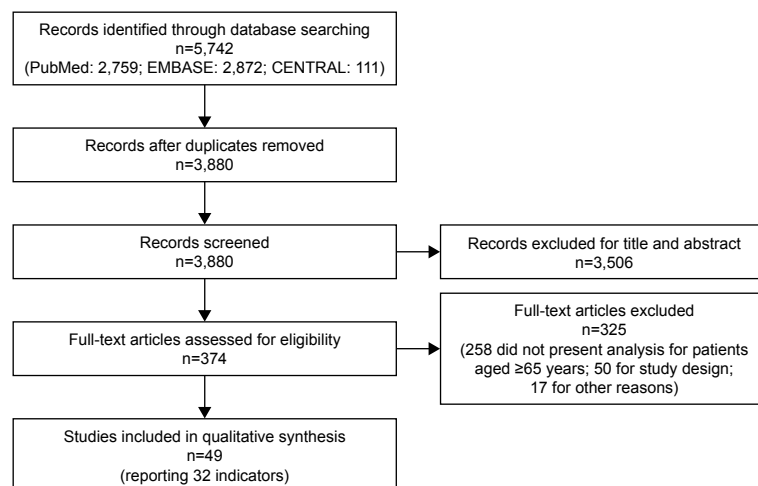 Records identified through database searching
n=5,742
(PubMed: 2,759; EMBASE: 2,872; CENTRAL: 111)
Records after duplicates removed
n=3,880
Records screened
n=3,880
Records excluded for title and abstract
n=3,506
Full-text articles assessed for eligibility
n=374
Full-text articles excluded
n=325
(258 did not present analysis for patients
aged ≥65 years; 50 for study design;
17 for other reasons)
Studies included in qualitative synthesis
n=49
(reporting 32 indicators)